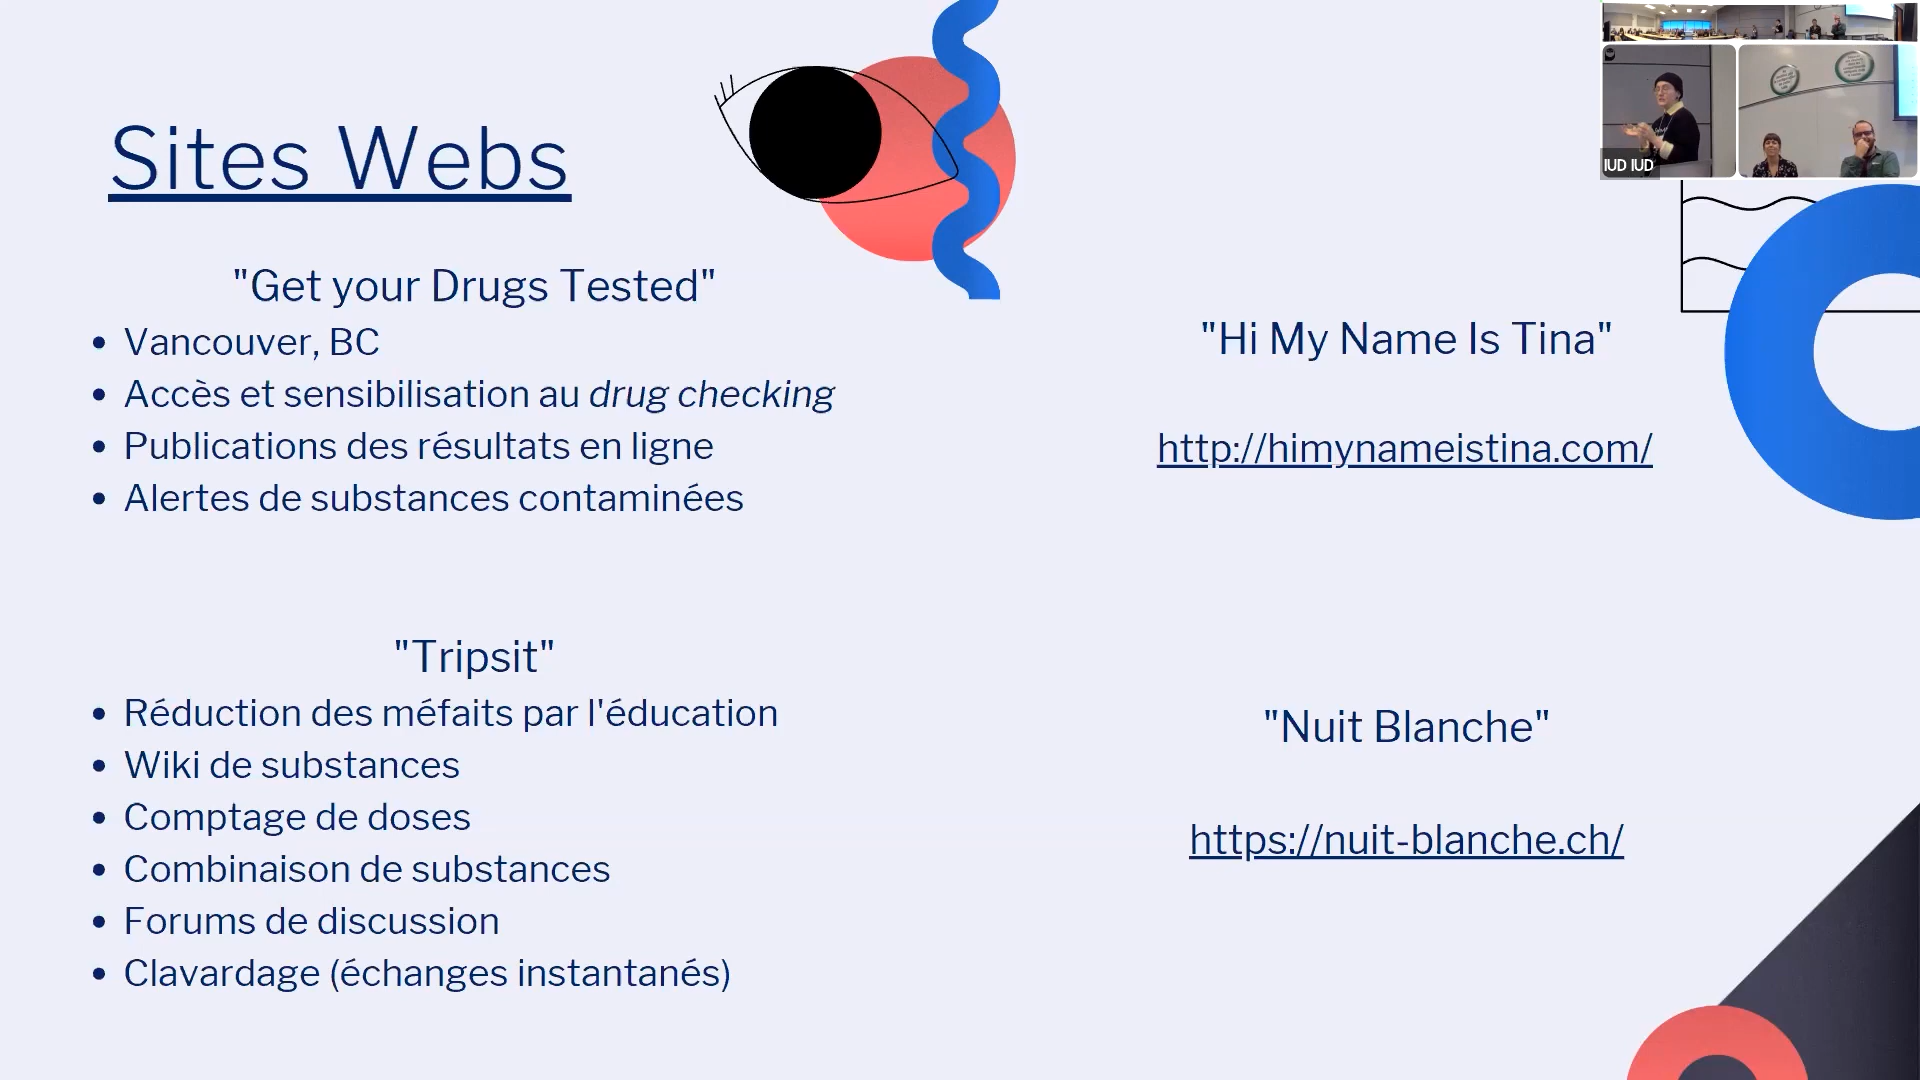 Sites Webs
"Get your Drugs Tested"
Vancouver, BC
Accès et sensibilisation au drug checking
Publications des résultats en ligne
Alertes de substances contaminées
"Tripsit"
Réduction des méfaits par l'éducation
Wiki de substances
Comptage de doses
Combinaison de substances
Forums de discussion
Clavardage (échanges instantanés)
"Hi My Name Is Tina"
http://himynameistina.com/
"Nuit Blanche"
https://nuit-blanche.ch/
IUD IUD